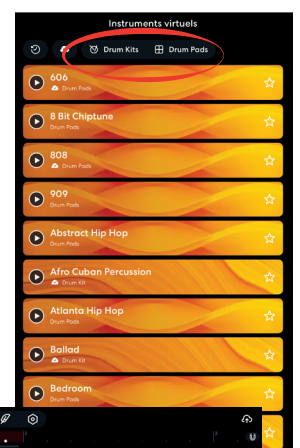 Instruments virtuels
Drum Kits Drum Pads
606
Drum Pads
8 Bit Chiptune
Drum Pads
808
Drum Pads
909
Drum Pads
Abstract Hip Hop
Drum Pads
Afro Cuban Percussion
Drum Kit
Atlanta Hip Hop
Drum Pads
Ballad
Drum Kit
Bedroom
Drum Pads